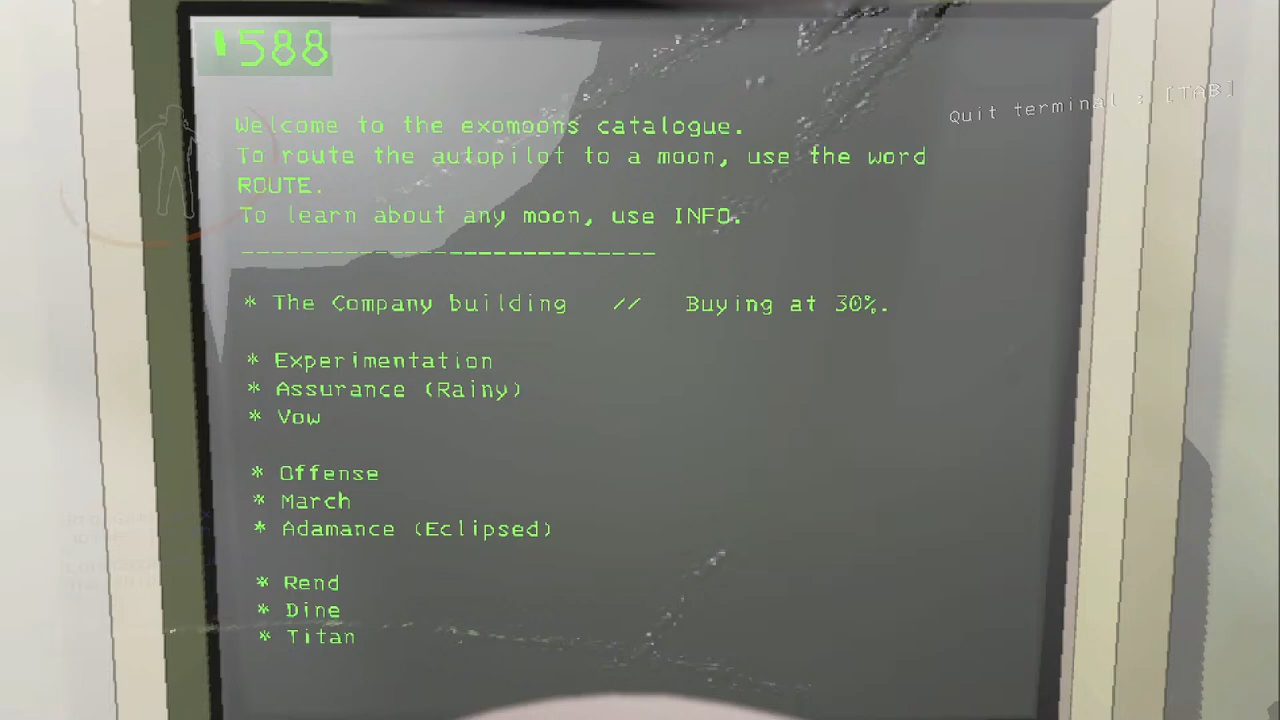 588
Quit terminal : [TAB]
Welcome to the exomoons catalogue.
To route the autopilot to a moon, use the word
ROUTE.
To learn about any moon, use INFO.
----------------------------
* The Company building // Buying at 30%.
* Experimentation
* Assurance (Rainy)
* Vow
* Offense
* March
* Adamance (Eclipsed)
* Rend
* Dine
* Titan